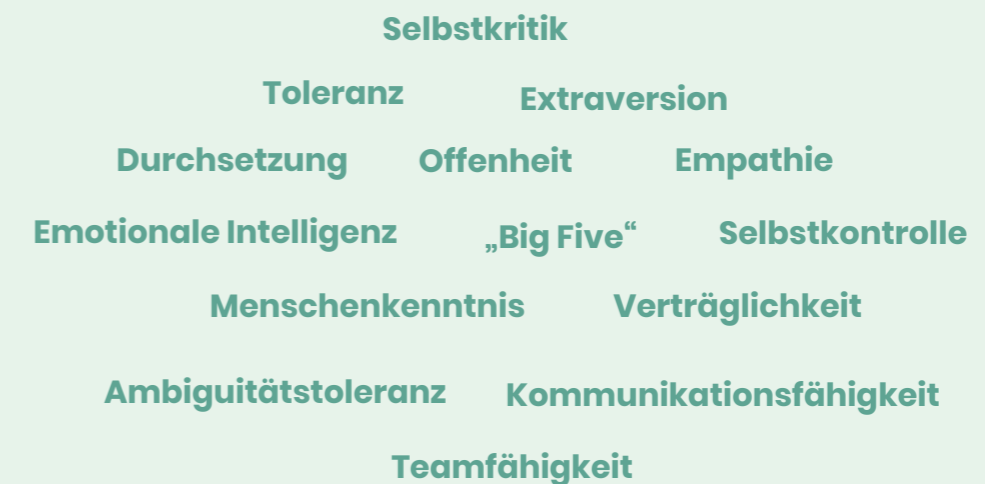 Selbstkritik
Toleranz Extraversion
Durchsetzung Offenheit Empathie
Emotionale Intelligenz „Big Five“ Selbstkontrolle
Menschenkenntnis Verträglichkeit
Ambiguitätstoleranz Kommunikationsfähigkeit
Teamfähigkeit